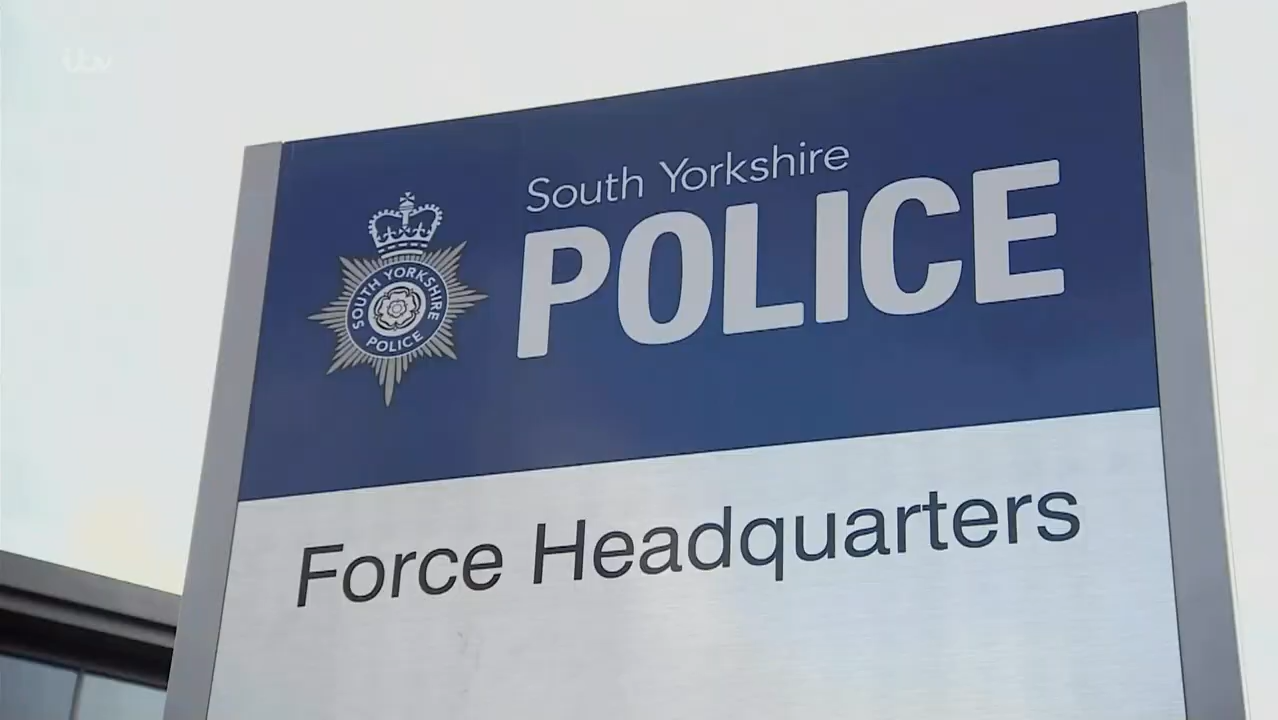 itv
South Yorkshire
POLICE
SOUTH YORKSHIRE
POLICE
Force Headquarters